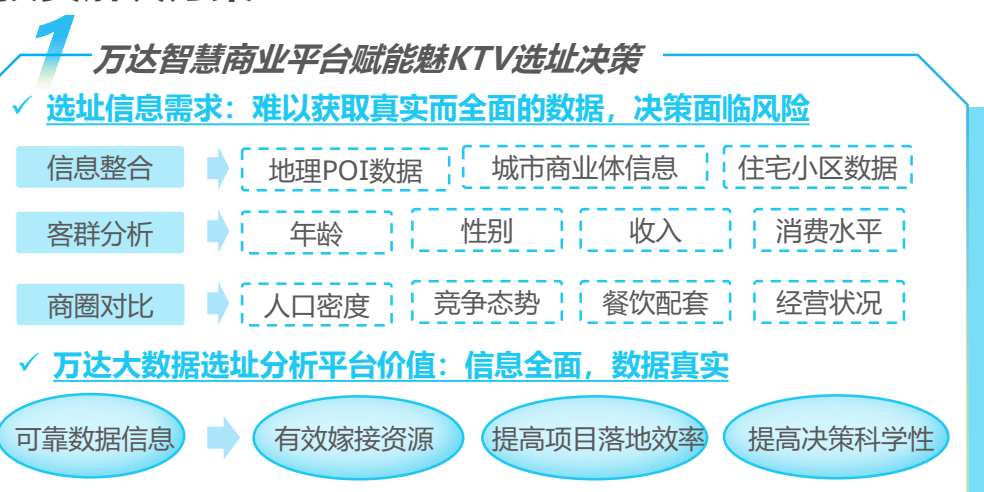 1 万达智慧商业平台赋能魅KTV选址决策
✓ 选址信息需求：难以获取真实而全面的数据，决策面临风险
信息整合 地理POI数据 城市商业体信息 住宅小区数据
客群分析 年龄 性别 收入 消费水平
商圈对比 人口密度 竞争态势 餐饮配套 经营状况
✓ 万达大数据选址分析平台价值：信息全面，数据真实
可靠数据信息 有效嫁接资源 提高项目落地效率 提高决策科学性